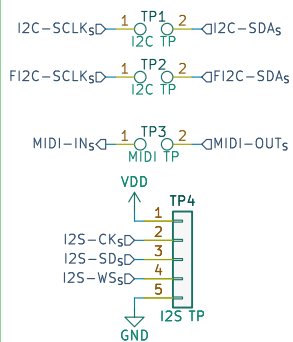 I2C-SCLKs 1 TP1 2 I2C-SDAs
I2C TP
FI2C-SCLKs 1 TP2 2 FI2C-SDAs
I2C TP
MIDI-INs 1 TP3 2 MIDI-OUTs
MIDI TP
VDD
TP4
1
I2S-CKs 2
I2S-SDs 3
I2S-WSs 4
5
I2S TP
GND